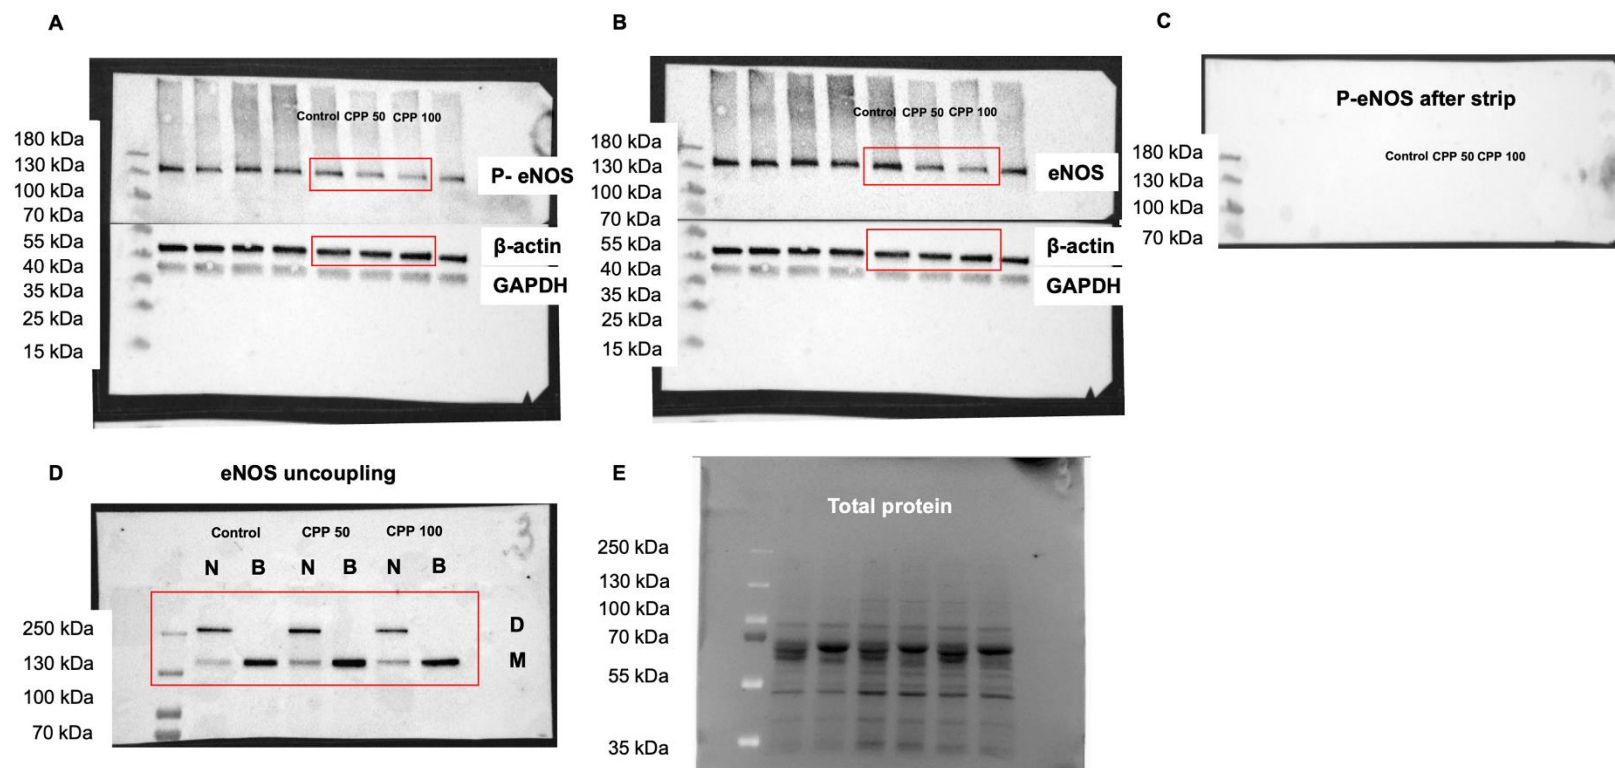 A
Control CPP 50 CPP 100
180 kDa
130 kDa
100 kDa
70 kDa
55 kDa
40 kDa
35 kDa
25 kDa
15 kDa
P- eNOS
β-actin
GAPDH
B
Control CPP 50 CPP 100
180 kDa
130 kDa
100 kDa
70 kDa
55 kDa
40 kDa
35 kDa
25 kDa
15 kDa
eNOS
β-actin
GAPDH
C
P-eNOS after strip
Control CPP 50 CPP 100
180 kDa
130 kDa
100 kDa
70 kDa
D
eNOS uncoupling
Control CPP 50 CPP 100
N B N B N B
3
250 kDa
130 kDa
100 kDa
70 kDa
D
M
E
Total protein
250 kDa
130 kDa
100 kDa
70 kDa
55 kDa
35 kDa